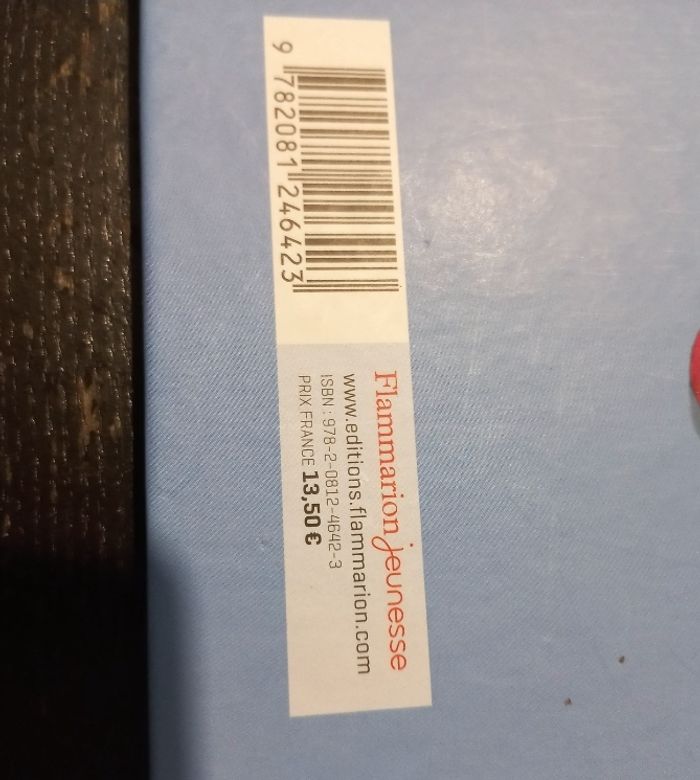 9 782081 246423
Flammarion jeunesse
www.editions.flammarion.com
ISBN : 978-2-0812-4642-3
PRIX FRANCE 13,50 €